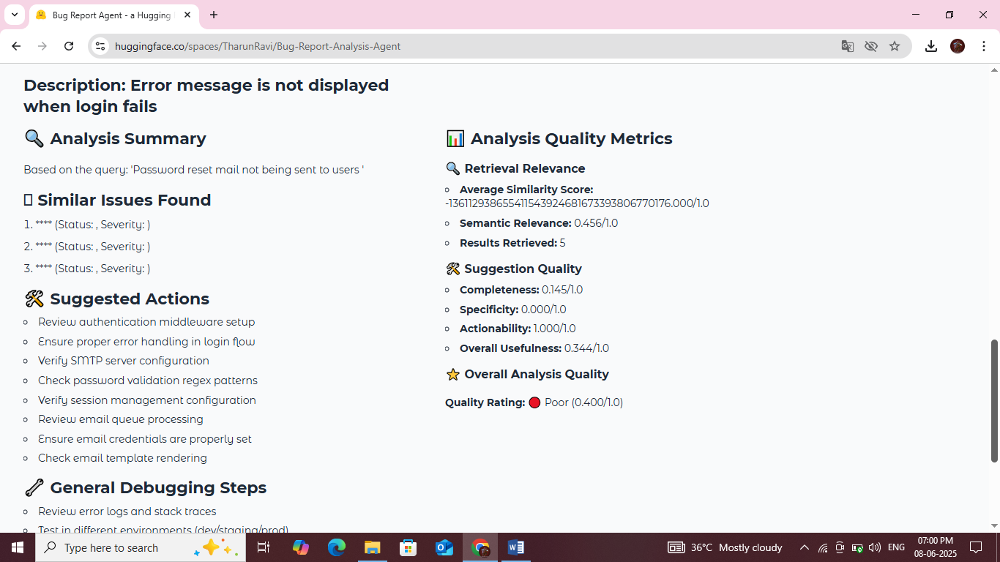 Bug Report Agent - a Hugging
huggingface.co/spaces/TharunRavi/Bug-Report-Analysis-Agent
Description: Error message is not displayed
when login fails
Analysis Summary
Based on the query: 'Password reset mail not being sent to users '
Similar Issues Found
1. **** (Status: , Severity: )
2. **** (Status: , Severity: )
3. **** (Status: , Severity: )
Suggested Actions
Review authentication middleware setup
Ensure proper error handling in login flow
Verify SMTP server configuration
Check password validation regex patterns
Verify session management configuration
Review email queue processing
Ensure email credentials are properly set
Check email template rendering
General Debugging Steps
Review error logs and stack traces
Test in different environments (dev/staging/prod)
Analysis Quality Metrics
Retrieval Relevance
Average Similarity Score:
-136112938655411543924681673393806770176.000/1.0
Semantic Relevance: 0.456/1.0
Results Retrieved: 5
Suggestion Quality
Completeness: 0.145/1.0
Specificity: 0.000/1.0
Actionability: 1.000/1.0
Overall Usefulness: 0.344/1.0
Overall Analysis Quality
Quality Rating: Poor (0.400/1.0)
Type here to search
36°C Mostly cloudy
ENG
07:00 PM
08-06-2025